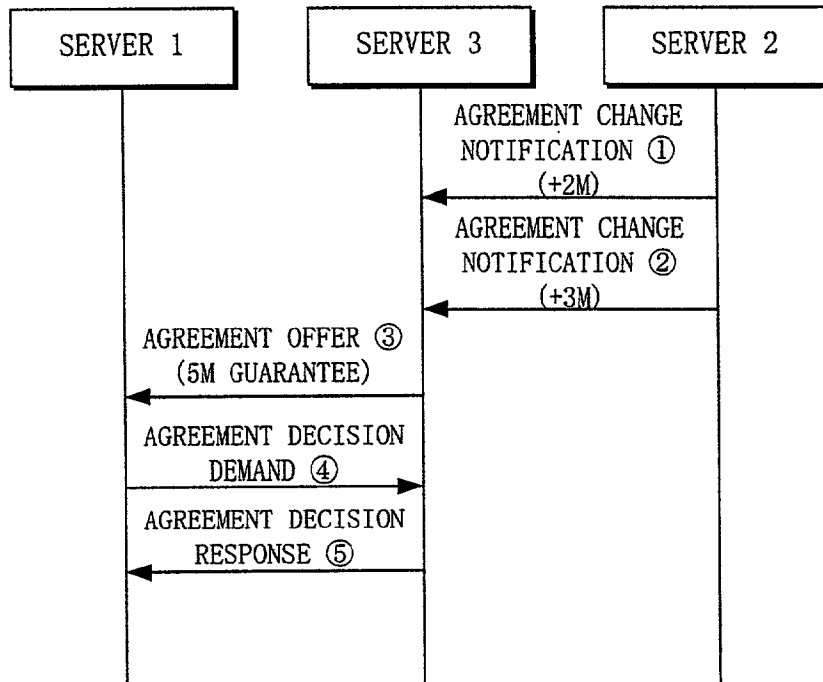 SERVER 1
SERVER 3
SERVER 2
AGREEMENT CHANGE
NOTIFICATION ①
(+2M)
AGREEMENT CHANGE
NOTIFICATION ②
(+3M)
AGREEMENT OFFER ③
(5M GUARANTEE)
AGREEMENT DECISION
DEMAND ④
AGREEMENT DECISION
RESPONSE ⑤